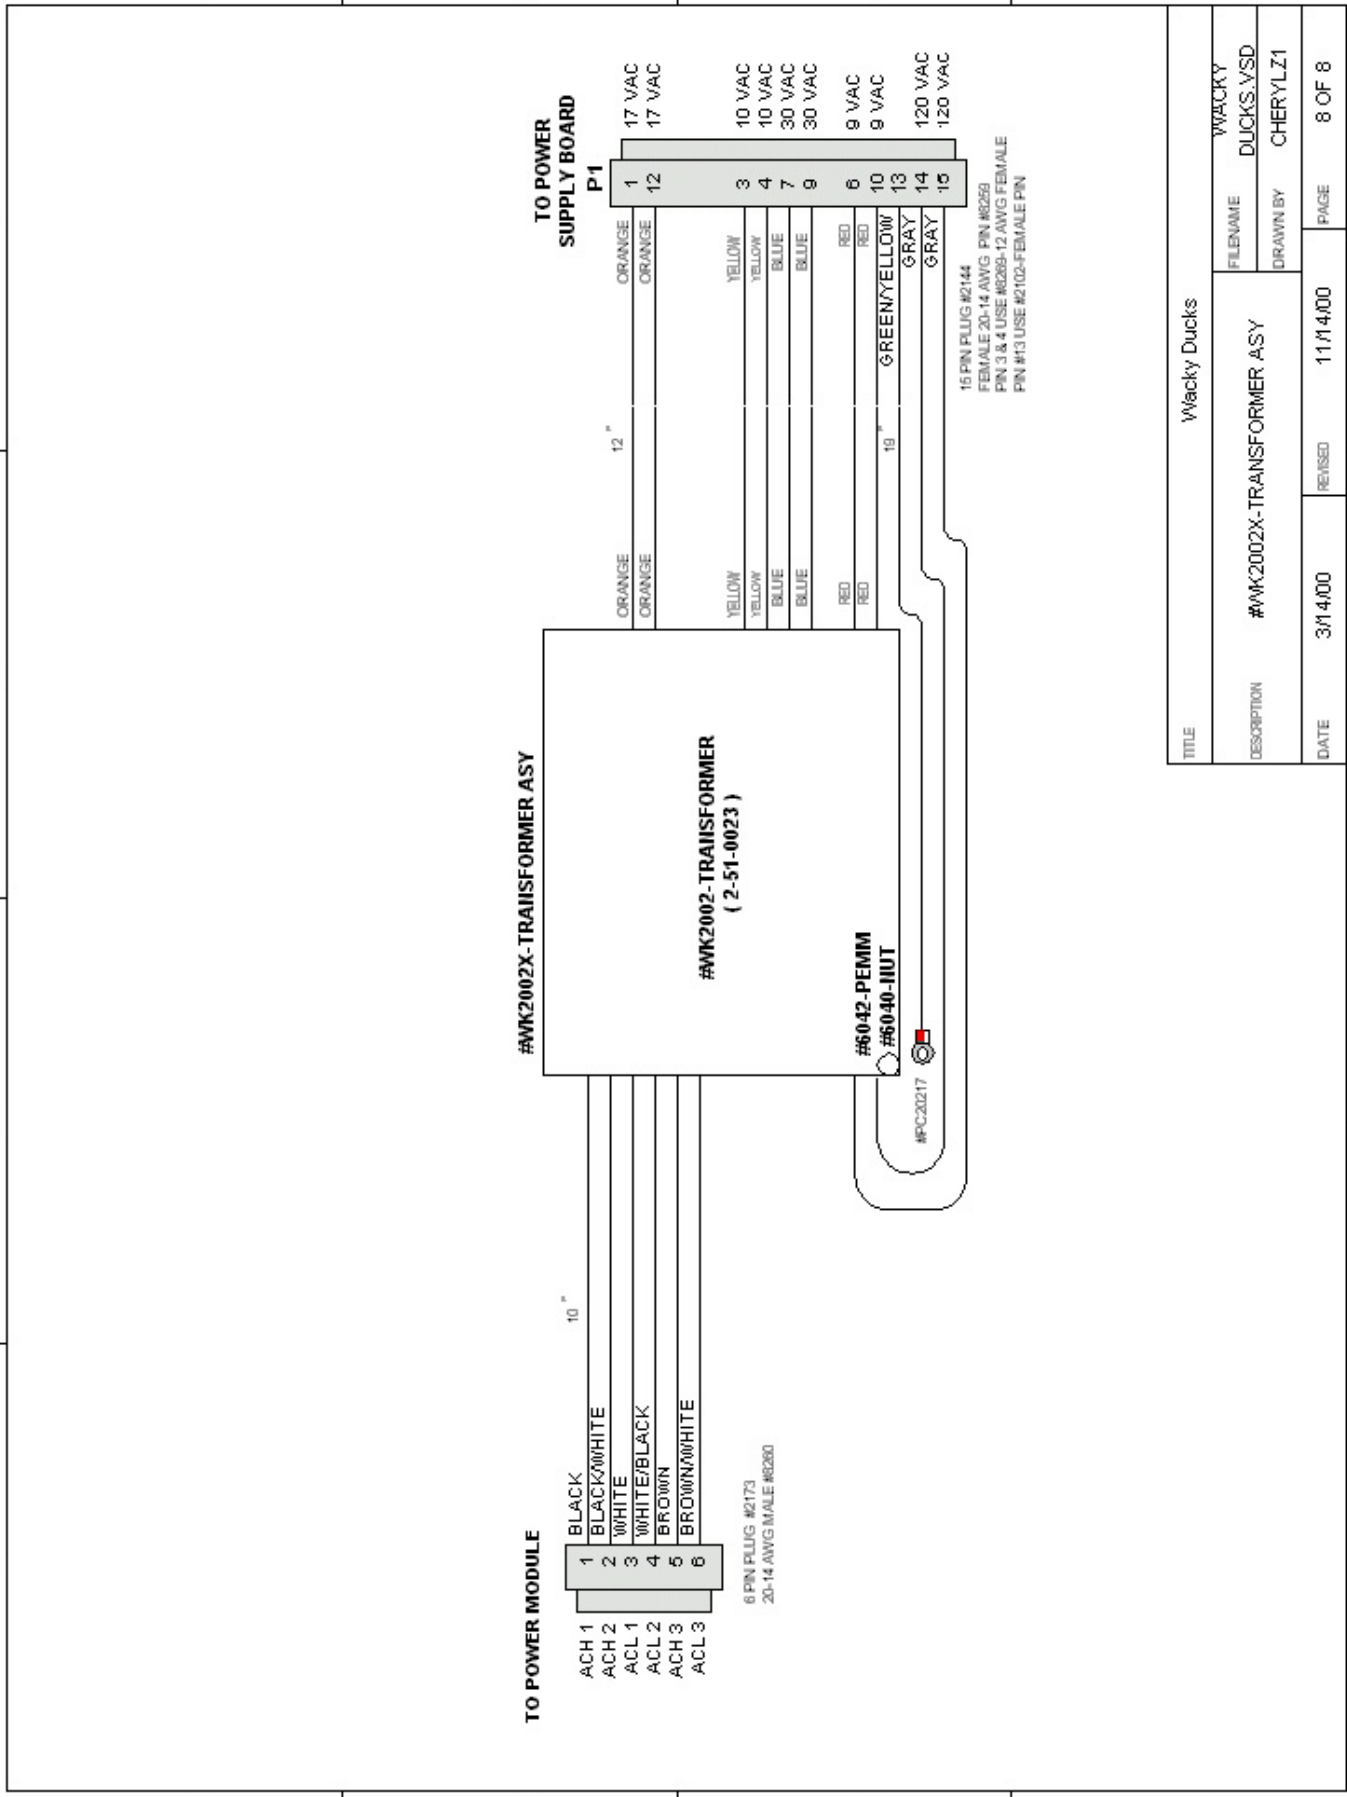 #WK2002X-TRANSFORMER ASY
TO POWER MODULE
ACH 1
ACH 2
ACL 1
ACL 2
ACH 3
ACL 3
1
2
3
4
5
6
BLACK
BLACK/WHITE
WHITE
WHITE/BLACK
BROWN
BROWN/WHITE
10 "
6 PIN PLUG #2173
20-14 AWG MALE #8260
#WK2002-TRANSFORMER
( 2-51-0023 )
#6042-PEMM
#6040-NUT
#PC20217
ORANGE
ORANGE
YELLOW
YELLOW
BLUE
BLUE
RED
RED
12 "
19 "
ORANGE
ORANGE
YELLOW
YELLOW
BLUE
BLUE
RED
RED
GREEN/YELLOW
GRAY
GRAY
TO POWER
SUPPLY BOARD
P1
1
12
3
4
7
9
6
10
13
14
15
17 VAC
17 VAC
10 VAC
10 VAC
30 VAC
30 VAC
9 VAC
9 VAC
120 VAC
120 VAC
15 PIN PLUG #2144
FEMALE 20-14 AWG PIN #8259
PIN 3 & 4 USE #8269-12 AWG FEMALE
PIN #13 USE #2102-FEMALE PIN
TITLE
Wacky Ducks
DESCRIPTION
#WK2002X-TRANSFORMER ASY
FILENAME
WACKY
DUCKS.VSD
DRAWN BY
CHERYLZ1
DATE
3/14/00
REVISED
11/14/00
PAGE
8 OF 8